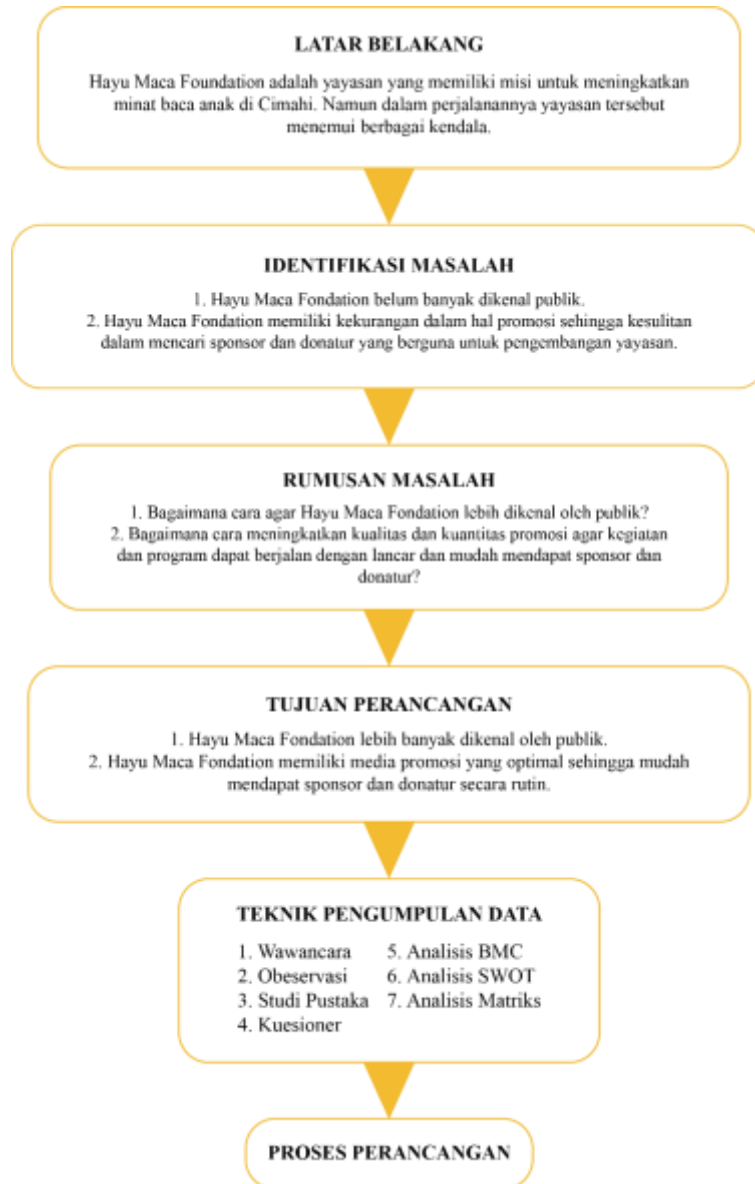 LATAR BELAKANG
Hayu Maca Foundation adalah yayasan yang memiliki misi untuk meningkatkan
minat baca anak di Cimahi. Namun dalam perjalanannya yayasan tersebut
menemui berbagai kendala.
IDENTIFIKASI MASALAH
1. Hayu Maca Fondation belum banyak dikenal publik.
2. Hayu Maca Fondation memiliki kekurangan dalam hal promosi sehingga kesulitan
dalam mencari sponsor dan donatur yang berguna untuk pengembangan yayasan.
RUMUSAN MASALAH
1. Bagaimana cara agar Hayu Maca Fondation lebih dikenal oleh publik?
2. Bagaimana cara meningkatkan kualitas dan kuantitas promosi agar kegiatan
dan program dapat berjalan dengan lancar dan mudah mendapat sponsor dan
donatur?
TUJUAN PERANCANGAN
1. Hayu Maca Fondation lebih banyak dikenal oleh publik.
2. Hayu Maca Fondation memiliki media promosi yang optimal sehingga mudah
mendapat sponsor dan donatur secara rutin.
TEKNIK PENGUMPULAN DATA
1. Wawancara
2. Obeservasi
3. Studi Pustaka
4. Kuesioner
5. Analisis BMC
6. Analisis SWOT
7. Analisis Matriks
PROSES PERANCANGAN